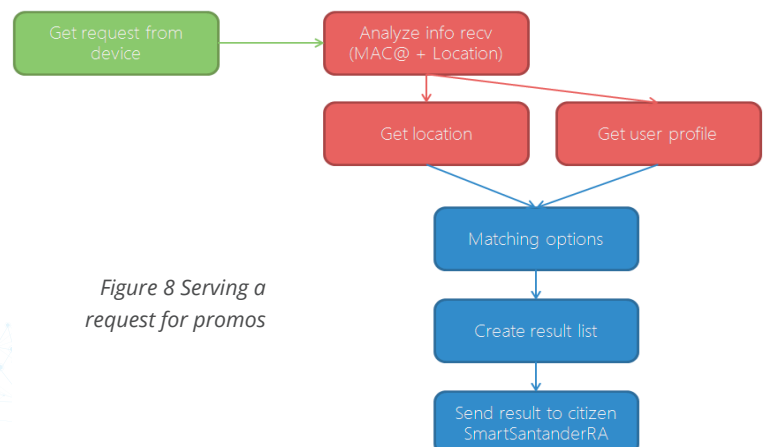 Get request from
device
Analyze info recv
(MAC@ + Location)
Get location
Get user profile
Matching options
Figure 8 Serving a
request for promos
Create result list
Send result to citizen
SmartSantanderRA